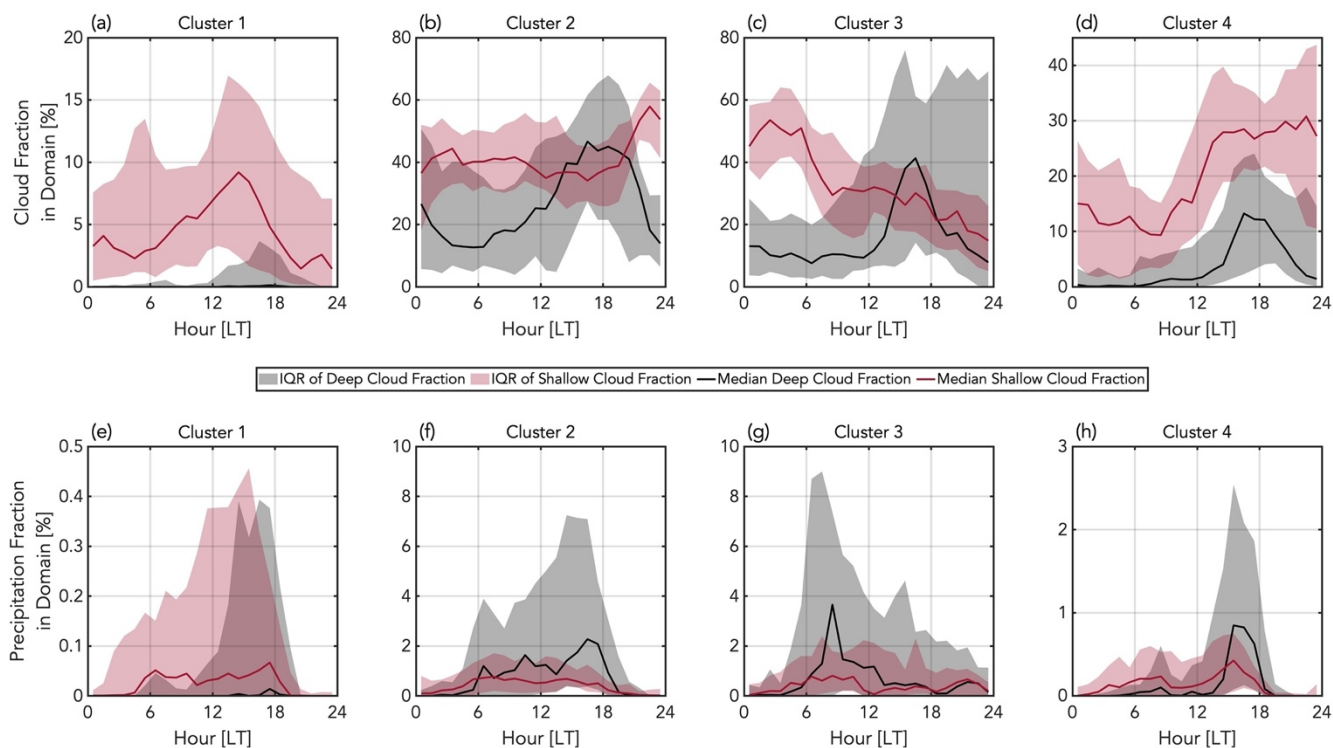 (a) Cluster 1
(b) Cluster 2
(c) Cluster 3
(d) Cluster 4
Cloud Fraction
in Domain [%]
20
15
10
5
0
0 6 12 18 24
Hour [LT]
80
60
40
20
0
0 6 12 18 24
Hour [LT]
80
60
40
20
0
0 6 12 18 24
Hour [LT]
40
30
20
10
0
0 6 12 18 24
Hour [LT]
IQR of Deep Cloud Fraction IQR of Shallow Cloud Fraction Median Deep Cloud Fraction Median Shallow Cloud Fraction
(e) Cluster 1
(f) Cluster 2
(g) Cluster 3
(h) Cluster 4
Precipitation Fraction
in Domain [%]
0.5
0.4
0.3
0.2
0.1
0
0 6 12 18 24
Hour [LT]
10
8
6
4
2
0
0 6 12 18 24
Hour [LT]
10
8
6
4
2
0
0 6 12 18 24
Hour [LT]
3
2
1
0
0 6 12 18 24
Hour [LT]